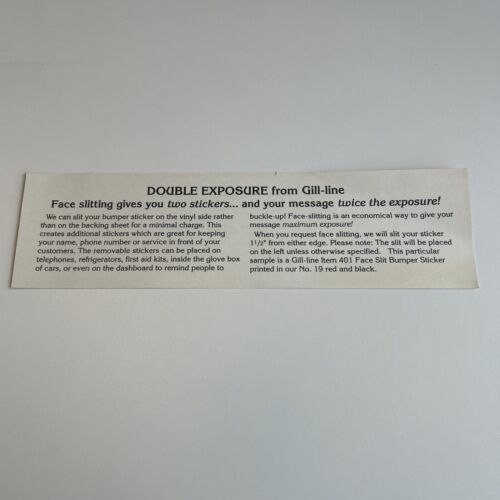 DOUBLE EXPOSURE from Gill-line
Face slitting gives you two stickers... and your message twice the exposure!
We can slit your bumper sticker on the vinyl side rather
than on the backing sheet for a minimal charge. This
creates additional stickers which are great for keeping
your name, phone number or service in front of your
customers. The removable stickers can be placed on
telephones, refrigerators, first aid kits, inside the glove box
of cars, or even on the dashboard to remind people to
buckle-up! Face-slitting is an economical way to give your
message maximum exposure!
When you request face slitting, we will slit your sticker
1½" from either edge. Please note: The slit will be placed
on the left unless otherwise specified. This particular
sample is a Gill-line Item 401 Face Slit Bumper Sticker
printed in our No. 19 red and black.